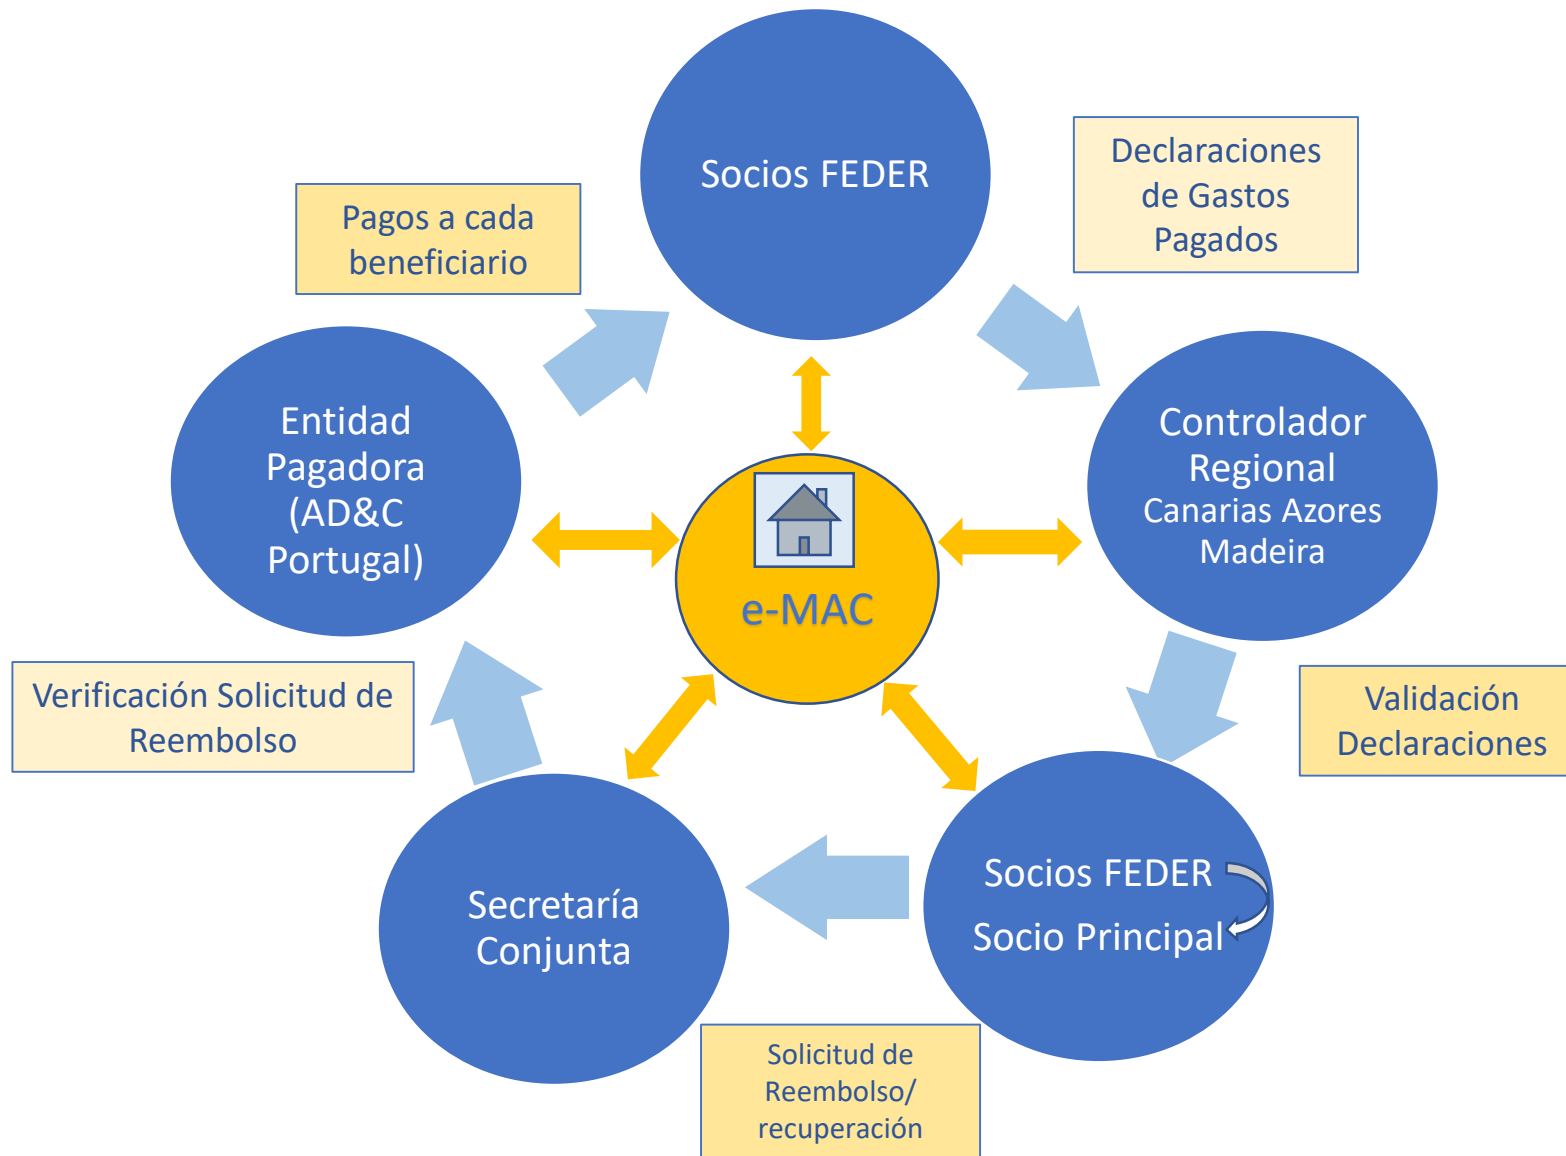 Socios FEDER
Declaraciones
de Gastos
Pagados
Pagos a cada
beneficiario
Entidad
Pagadora
(AD&C
Portugal)
Controlador
Regional
Canarias Azores
Madeira
e-MAC
Verificación Solicitud de
Reembolso
Validación
Declaraciones
Socios FEDER
Socio Principal
Secretaría
Conjunta
Solicitud de
Reembolso/
recuperación